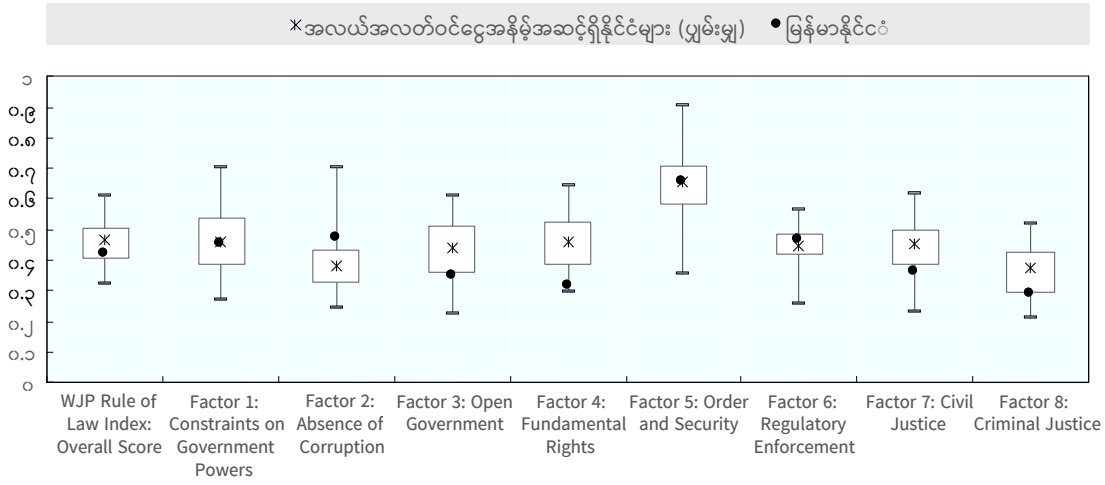 အလယ်အလတ်ဝင်ငွေအနိမ့်အဆင့်ရှိနိုင်ငံများ (ပျှမ်းမျှ) မြန်မာနိုင်ငံ
၁
၀.၉
၀.၈
၀.၇
၀.၆
၀.၅
၀.၄
၀.၃
၀.၂
၀.၁
၀
WJP Rule of
Law Index:
Overall Score
Factor 1:
Constraints on
Government
Powers
Factor 2:
Absence of
Corruption
Factor 3: Open
Government
Factor 4:
Fundamental
Rights
Factor 5: Order
and Security
Factor 6:
Regulatory
Enforcement
Factor 7: Civil
Justice
Factor 8:
Criminal Justice